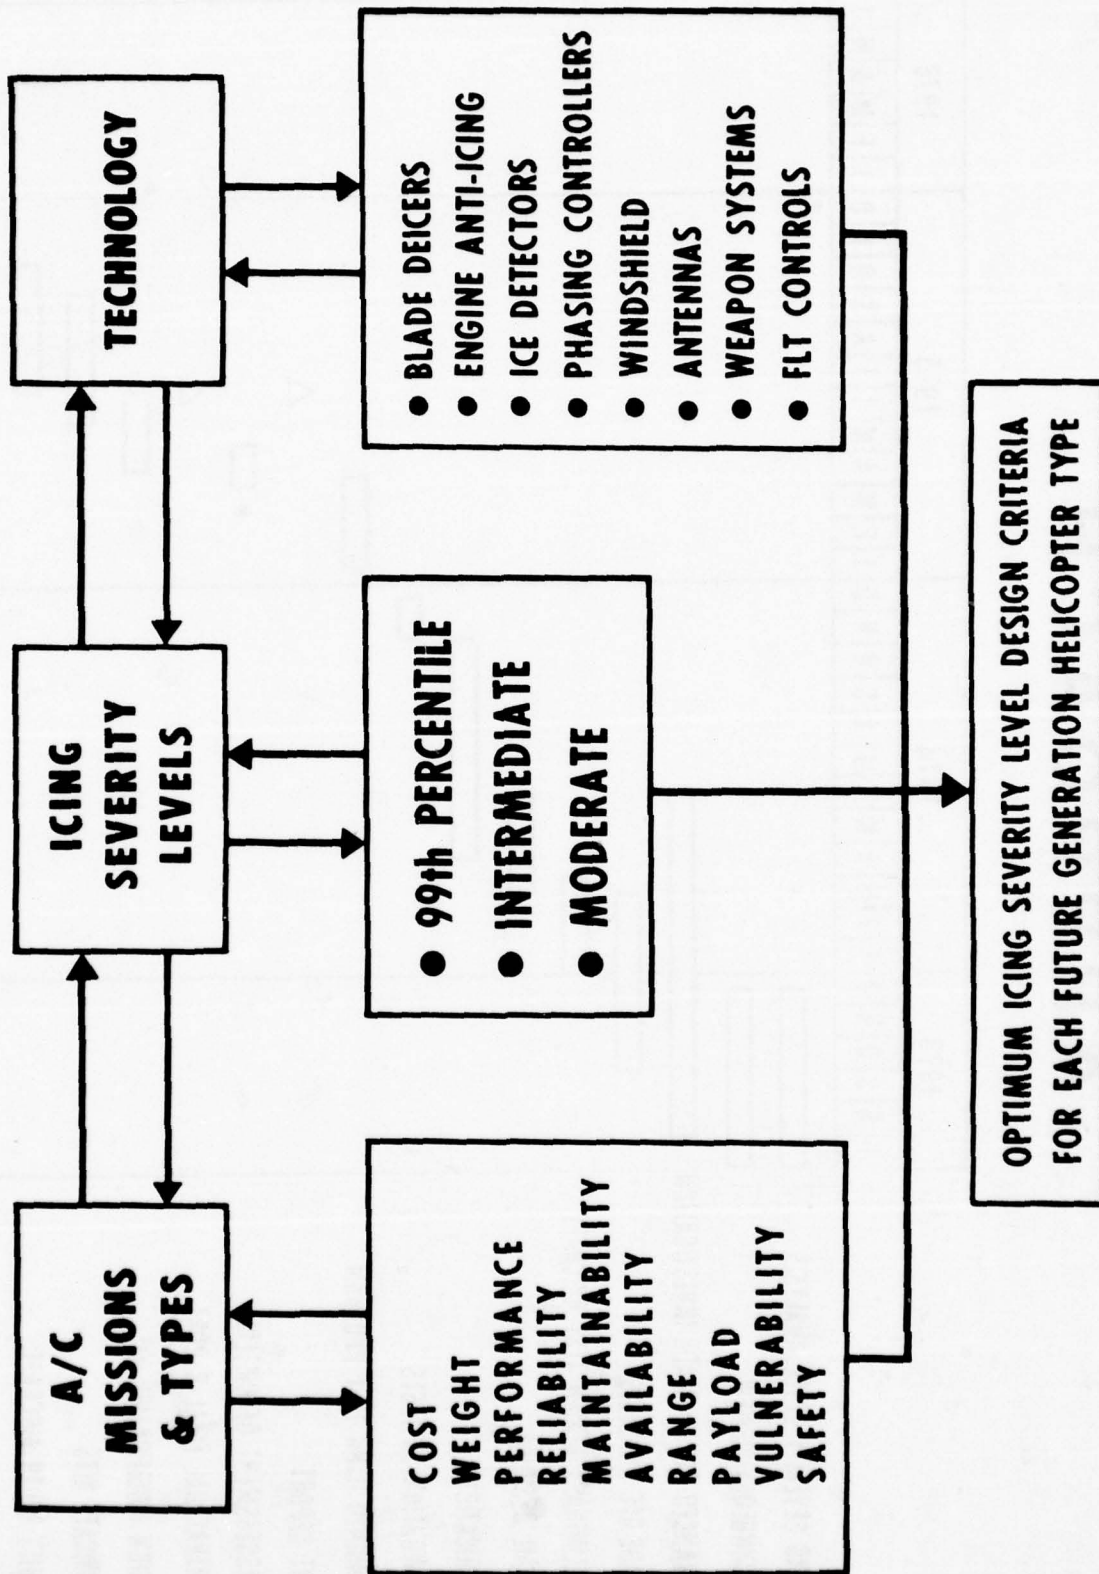 A/C
MISSIONS
& TYPES
ICING
SEVERITY
LEVELS
TECHNOLOGY
COST
WEIGHT
PERFORMANCE
RELIABILITY
MAINTAINABILITY
AVAILABILITY
RANGE
PAYLOAD
VULNERABILITY
SAFETY
● 99th PERCENTILE
● INTERMEDIATE
● MODERATE
● BLADE DEICERS
● ENGINE ANTI-ICING
● ICE DETECTORS
● PHASING CONTROLLERS
● WINDSHIELD
● ANTENNAS
● WEAPON SYSTEMS
● FLT CONTROLS
OPTIMUM ICING SEVERITY LEVEL DESIGN CRITERIA
FOR EACH FUTURE GENERATION HELICOPTER TYPE